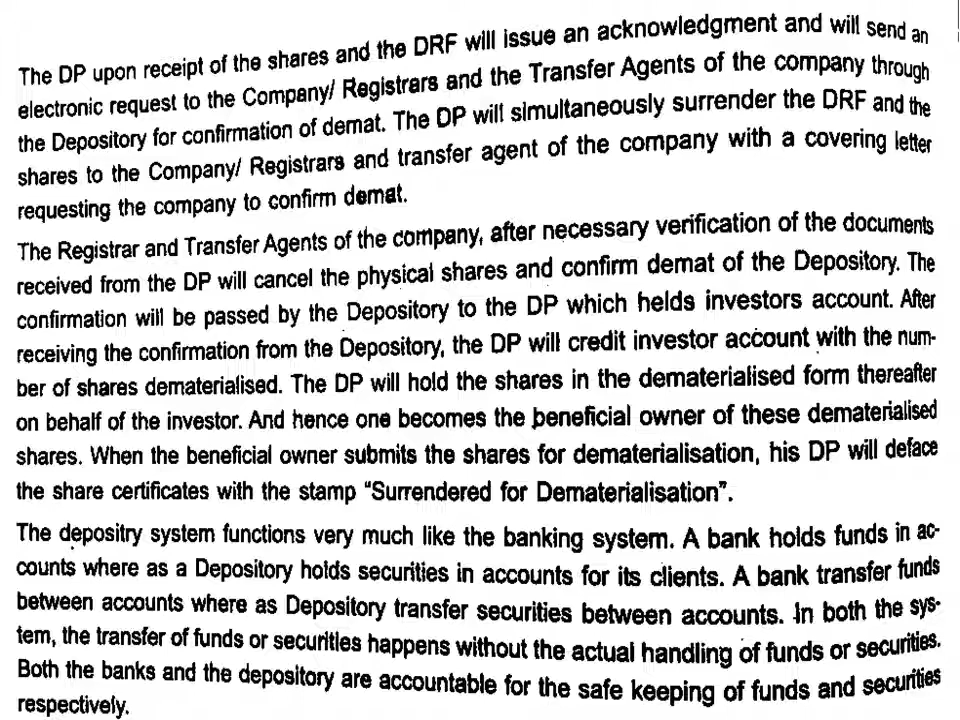 The DP upon receipt of the shares and the DRF will issue an acknowledgment and will send an
electronic request to the Company/ Registrars and the Transfer Agents of the company through
the Depository for confirmation of demat. The DP will simultaneously surrender the DRF and the
shares to the Company/ Registrars and transfer agent of the company with a covering letter
requesting the company to confirm demat.
The Registrar and Transfer Agents of the company, after necessary verification of the documents
received from the DP will cancel the physical shares and confirm demat of the Depository. The
confirmation will be passed by the Depository to the DP which helds investors account. After
receiving the confirmation from the Depository, the DP will credit investor account with the num-
ber of shares dematerialised. The DP will hold the shares in the dematerialised form thereafter
on behalf of the investor. And hence one becomes the beneficial owner of these dematerialised
shares. When the beneficial owner submits the shares for dematerialisation, his DP will deface
the share certificates with the stamp “Surrendered for Dematerialisation”.
The depositry system functions very much like the banking system. A bank holds funds in ac-
counts where as a Depository holds securities in accounts for its clients. A bank transfer funds
between accounts where as Depository transfer securities between accounts. In both the sys-
tem, the transfer of funds or securities happens without the actual handling of funds or securities.
Both the banks and the depository are accountable for the safe keeping of funds and securities
respectively.